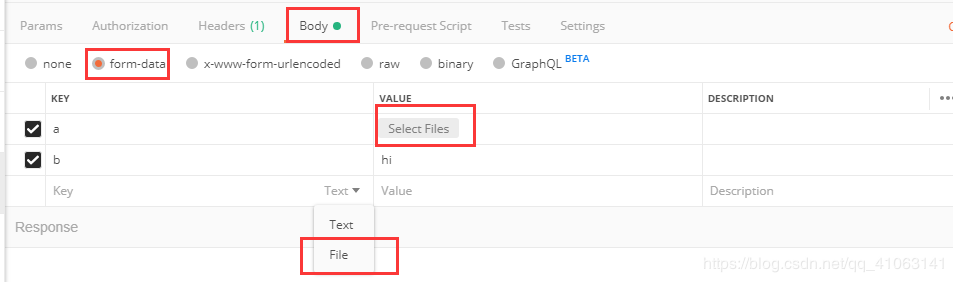 Params Authorization Headers (1) Body Pre-request Script Tests Settings
none form-data x-www-form-urlencoded raw binary GraphQL BETA
KEY VALUE DESCRIPTION
a Select Files
b hi
Key Text Value Description
Text
Response
File
https://blog.csdn.net/qq_41063141